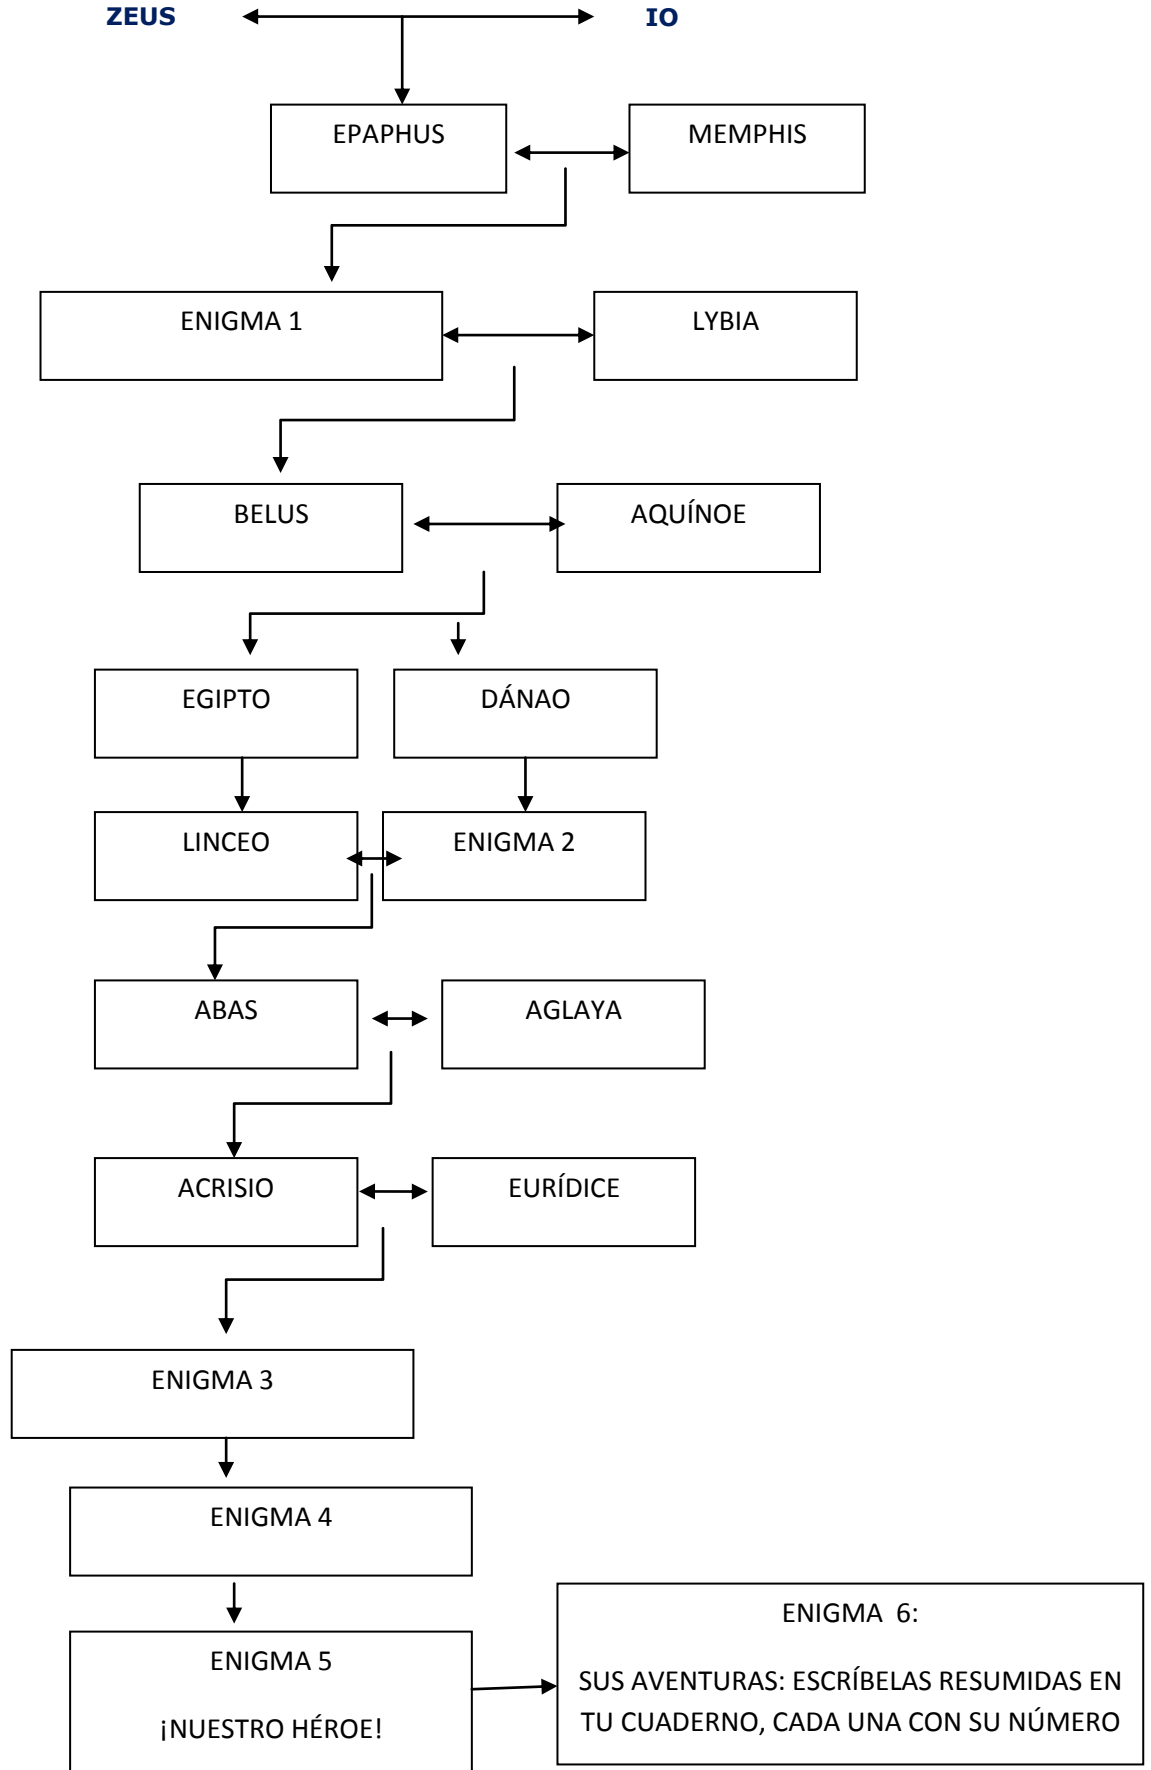 ZEUS
IO
EPAPHUS
MEMPHIS
ENIGMA 1
LYBIA
BELUS
AQUÍNOE
EGIPTO
DÁNAO
LINCEO
ENIGMA 2
ABAS
AGLAYA
ACRISIO
EURÍDICE
ENIGMA 3
ENIGMA 4
ENIGMA 5
¡NUESTRO HÉROE!
ENIGMA 6:
SUS AVENTURAS: ESCRÍBELAS RESUMIDAS EN
TU CUADERNO, CADA UNA CON SU NÚMERO